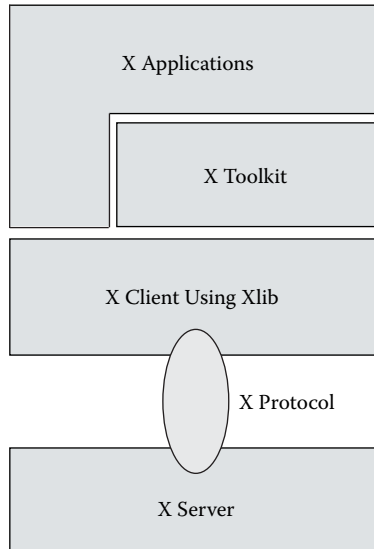 X Applications
X Toolkit
X Client Using Xlib
X Protocol
X Server